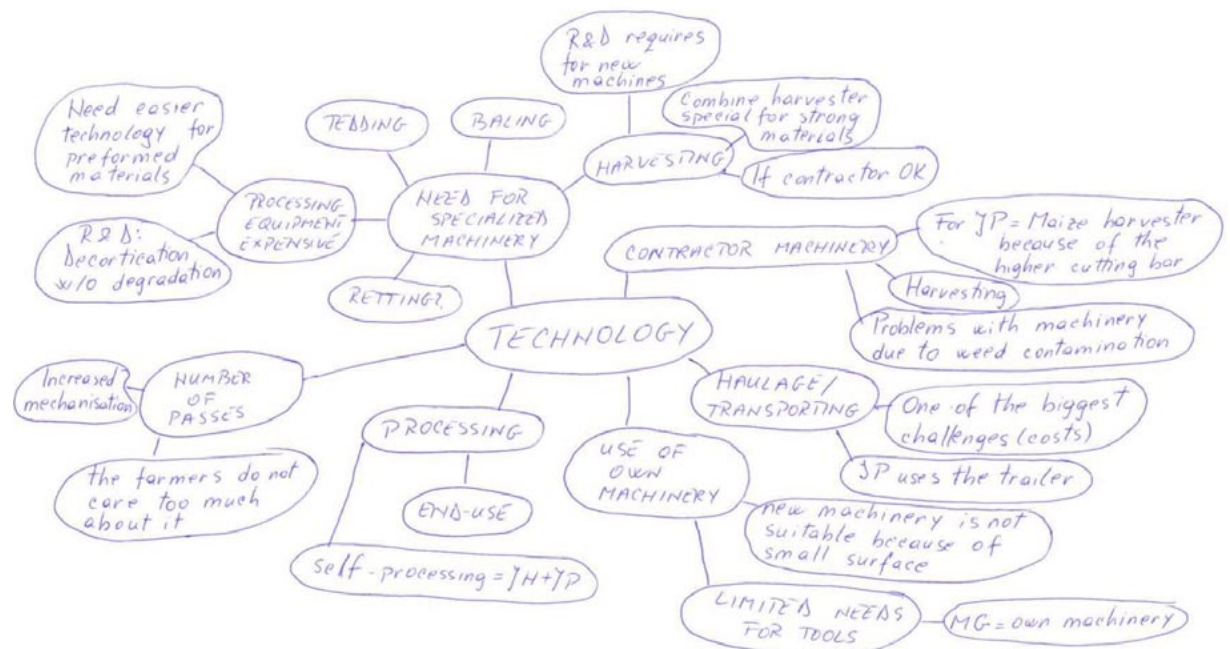 R&D requires
for new
machines
Need easier
technology for
preformed
materials
TEDDING
BALING
Combine harvester
special for strong
materials
HARVESTING
If contractor OK
PROCESSING
EQUIPMENT
EXPENSIVE
NEED FOR
SPECIALIZED
MACHINERY
R&D:
Decortication
w/o degradation
RETTING?
CONTRACTOR MACHINERY
For JP = Maize harvester
because of the
higher cutting bar
Harvesting
Problems with machinery
due to weed contamination
TECHNOLOGY
Increased
mechanisation
NUMBER
OF
PASSES
the farmers do not
care too much
about it
PROCESSING
END-USE
self-processing = JH+JP
HAULAGE/
TRANSPORTING
One of the biggest
challenges (costs)
JP uses the trailer
USE OF
OWN
MACHINERY
new machinery is not
suitable because of
small surface
LIMITED NEEDS
FOR TOOLS
MG = own machinery